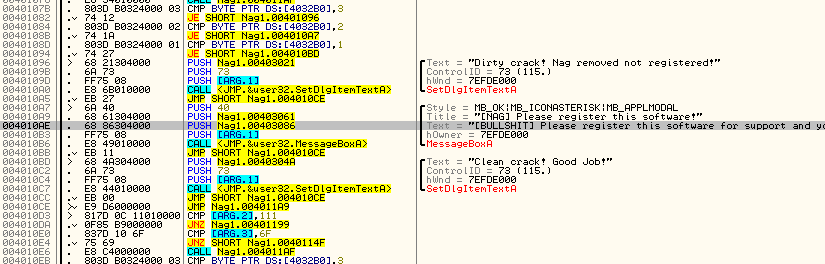 0040107B . 803D B0324000 03 CMP BYTE PTR DS:[4032B0],3
00401082 .v 74 12 JE SHORT Nag1.00401096
00401084 . 803D B0324000 02 CMP BYTE PTR DS:[4032B0],2
0040108B .v 74 1A JE SHORT Nag1.004010A7
0040108D . 803D B0324000 01 CMP BYTE PTR DS:[4032B0],1
00401094 .v 74 27 JE SHORT Nag1.004010BD
00401096 > 68 21304000 PUSH Nag1.00403021 Text = "Dirty crack! Nag removed not registered!"
0040109B . 6A 73 PUSH 73 ControlID = 73 (115.)
0040109D . FF75 08 PUSH [ARG.1] hWnd = 7EFDE000
004010A0 . E8 6B010000 CALL <JMP.&user32.SetDlgItemTextA> SetDlgItemTextA
004010A5 .v EB 27 JMP SHORT Nag1.004010CE
004010A7 > 6A 40 PUSH 40 Style = MB_OK|MB_ICONASTERISK|MB_APPLMODAL
004010A9 . 68 61304000 PUSH Nag1.00403061 Title = "[NAG] Please register this software!"
004010AE . 68 86304000 PUSH Nag1.00403086 Text = "[BULLSHIT] Please register this software for support and yo
004010B3 . FF75 08 PUSH [ARG.1] hOwner = 7EFDE000
004010B6 . E8 49010000 CALL <JMP.&user32.MessageBoxA> MessageBoxA
004010BB .v EB 11 JMP SHORT Nag1.004010CE
004010BD > 68 4A304000 PUSH Nag1.0040304A Text = "Clean crack! Good Job!"
004010C2 . 6A 73 PUSH 73 ControlID = 73 (115.)
004010C4 . FF75 08 PUSH [ARG.1] hWnd = 7EFDE000
004010C7 . E8 44010000 CALL <JMP.&user32.SetDlgItemTextA> SetDlgItemTextA
004010CC .v EB 00 JMP SHORT Nag1.004010CE
004010CE >v E9 D6000000 JMP Nag1.004011A9
004010D3 > 817D 0C 11010000 CMP [ARG.2],111
004010DA .v 0F85 B9000000 JNZ Nag1.00401199
004010E0 . 837D 10 6F CMP [ARG.3],6F
004010E4 .v 75 69 JNZ SHORT Nag1.0040114F
004010E6 . E8 C4000000 CALL Nag1.004011AF
004010EB . 803D B0324000 03 CMP BYTE PTR DS:[4032B0],3